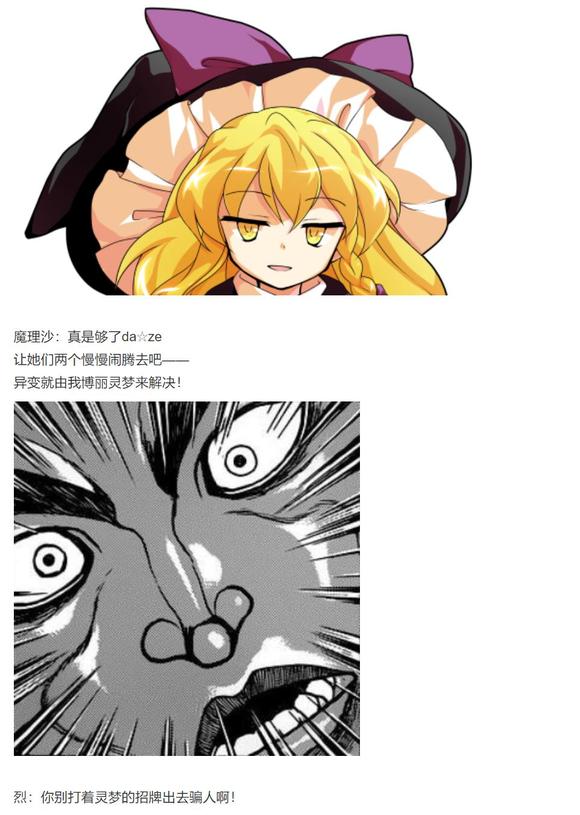 魔理沙：真是够了da☆ze
让她们两个慢慢闹腾去吧——
异变就由我博丽灵梦来解决！
烈：你别打着灵梦的招牌出去骗人啊！